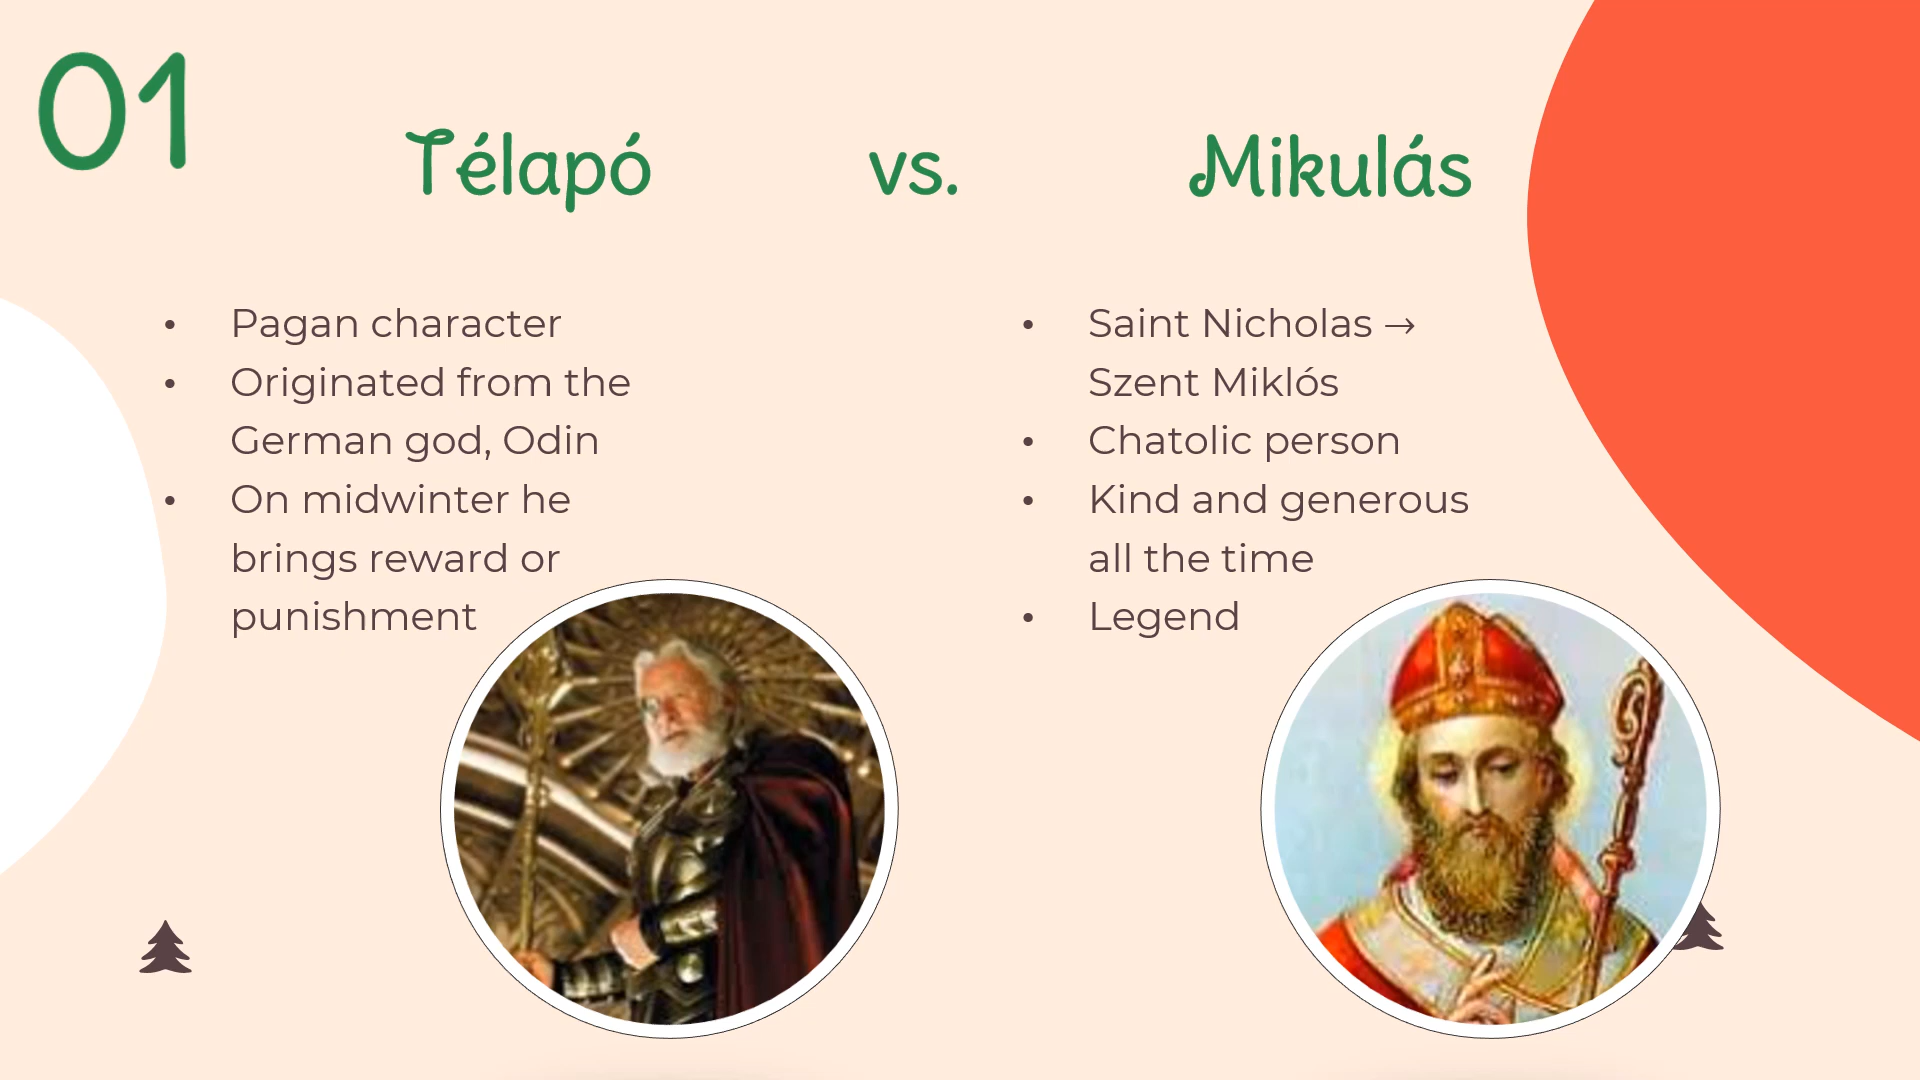 01
Télapó vs. Mikulás
• Pagan character
• Originated from the
German god, Odin
• On midwinter he
brings reward or
punishment
• Saint Nicholas →
Szent Miklós
• Chatolic person
• Kind and generous
all the time
• Legend